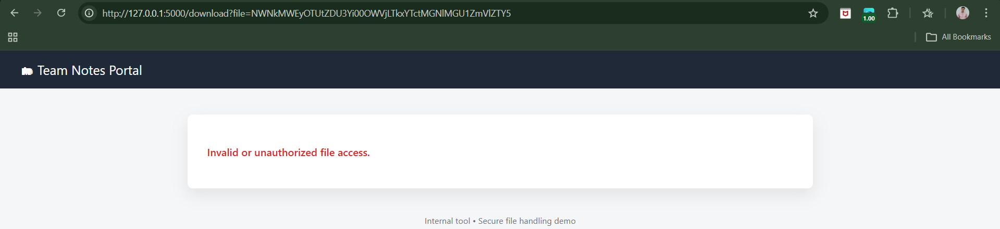 http://127.0.0.1:5000/download?file=NWNkMWEyOTUtZDU3Yi00OWVjLTkxYTctMGNlMGU1ZmVlZTY5
1.00
All Bookmarks
Team Notes Portal
Invalid or unauthorized file access.
Internal tool • Secure file handling demo